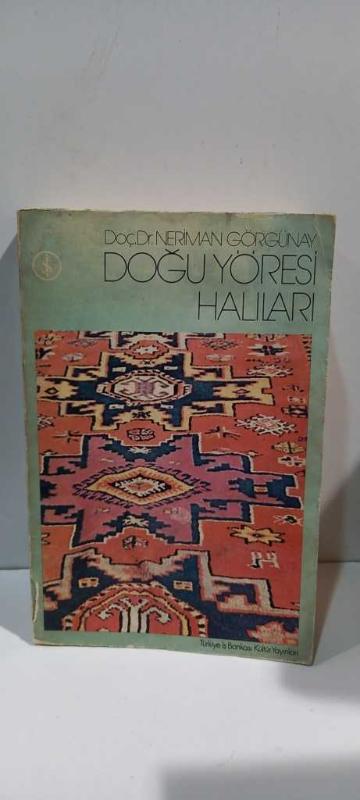 Doç.Dr. NERİMAN GÖRGÜNAY
DOĞU YÖRESİ
HALILARI
Türkiye İş Bankası Kültür Yayınları